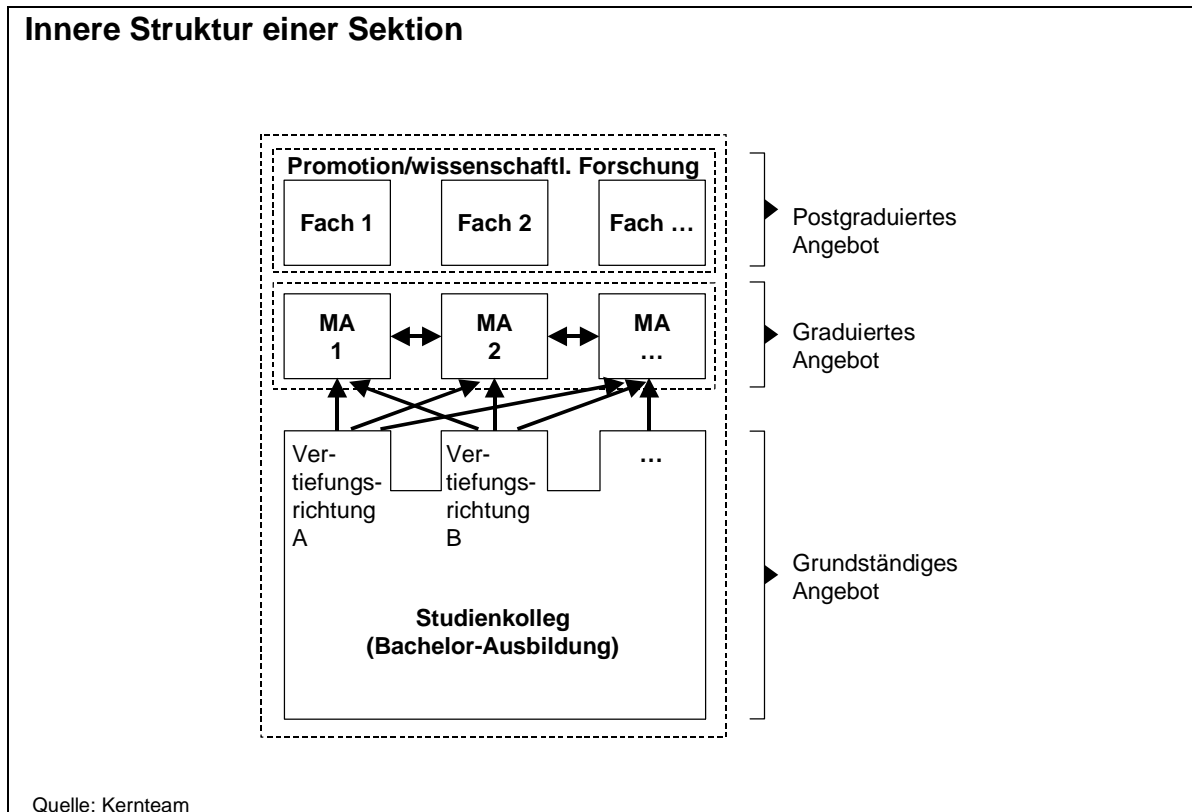 Innere Struktur einer Sektion
Promotion/wissenschaftl. Forschung
Fach 1
Fach 2
Fach …
Postgraduiertes
Angebot
MA
1
MA
2
MA
…
Graduiertes
Angebot
Ver-
tiefungs-
richtung
A
Ver-
tiefungs-
richtung
B
…
Studienkolleg
(Bachelor-Ausbildung)
Grundständiges
Angebot
Quelle: Kernteam